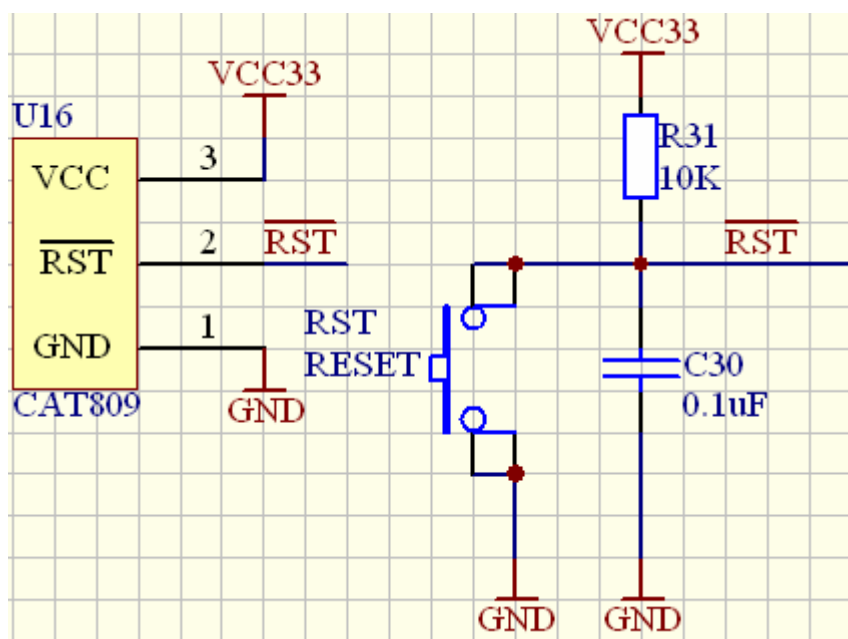 VCC33
U16
VCC
3
RST
2
RST
GND
1
GND
CAT809
RST
RESET
VCC33
R31
10K
RST
C30
0.1uF
GND
GND